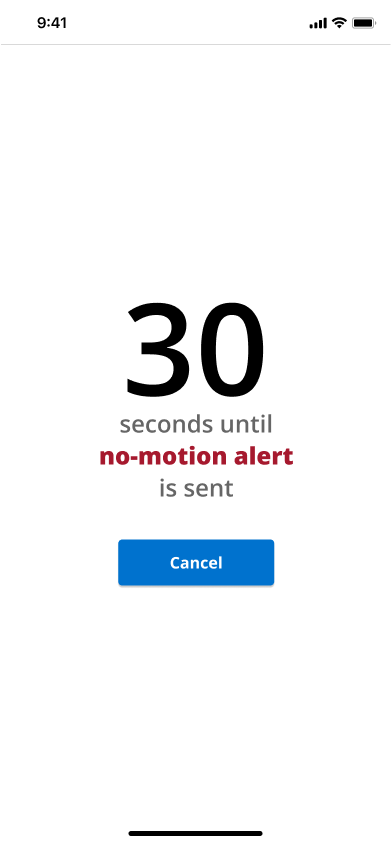 9:41
30
seconds until
no-motion alert
is sent
Cancel